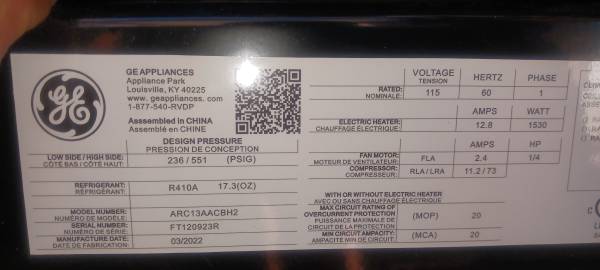 GE
GE APPLIANCES
Appliance Park
Louisville, KY 40225
www.geappliances.com
1-877-540-RVDP
Assembled in CHINA
Assemblé en CHINE
DESIGN PRESSURE
PRESSION DE CONCEPTION
LOW SIDE / HIGH SIDE: 236 / 551 (PSIG)
CÔTÉ BAS / CÔTÉ HAUT:
REFRIGERANT: R410A 17.3(OZ)
RÉFRIGÉRANT:
MODEL NUMBER: ARC13AACBH2
NUMÉRO DE MODÈLE:
SERIAL NUMBER: FT120923R
NUMÉRO DE SÉRIE:
MANUFACTURE DATE: 03/2022
DATE DE FABRICATION:
VOLTAGE HERTZ PHASE
TENSION
RATED: 115 60 1
NOMINALE:
AMPS WATT
ELECTRIC HEATER: 12.8 1530
CHAUFFAGE ÉLECTRIQUE:
AMPS HP
FAN MOTOR: FLA 2.4 1/4
MOTEUR DE VENTILATEUR:
COMPRESSOR: RLA / LRA 11.2 / 73
COMPRESSEUR:
WITH OR WITHOUT ELECTRIC HEATER
AVEC OU SANS CHAUFFAGE ÉLECTRIQUE
MAX CIRCUIT RATING OF
OVERCURRENT PROTECTION (MOP) 20
PUISSANCE MAXIMALE DE
CIRCUIT DE LA PROTECTION:
MIN CIRCUIT AMPACITY: (MCA) 20
AMPACITÉ MIN DE CIRCUIT: